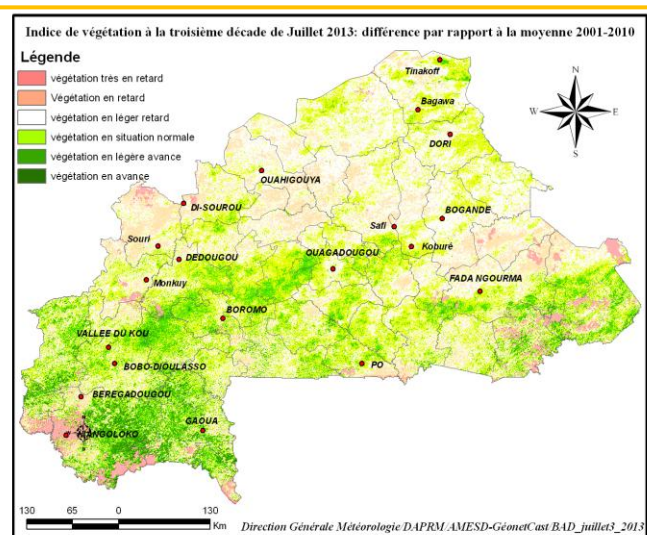 Indice de végétation à la troisième décade de Juillet 2013: différence par rapport à la moyenne 2001-2010
Légende
végétation très en retard
Végétation en retard
végétation en léger retard
végétation en situation normale
végétation en légère avance
végétation en avance
N
W E
S
Tinakoff
Bagawa
DORI
OUAHIGOUYA
DI-SOUROU
BOGANDE
Safi
Souri
Koburé
OUAGADOUGOU
DEDOUGOU
Monkuy
FADA NGOURMA
BOROMO
VALLEE DU KOU
BOBO-DIOULASSO
PO
BEREGADOUGOU
GAOUA
NIANGOLOKO
130 65 0 130
Km
Direction Générale Météorologie/DAPRM/AMESD-GéonetCast/BAD_juillet3_2013